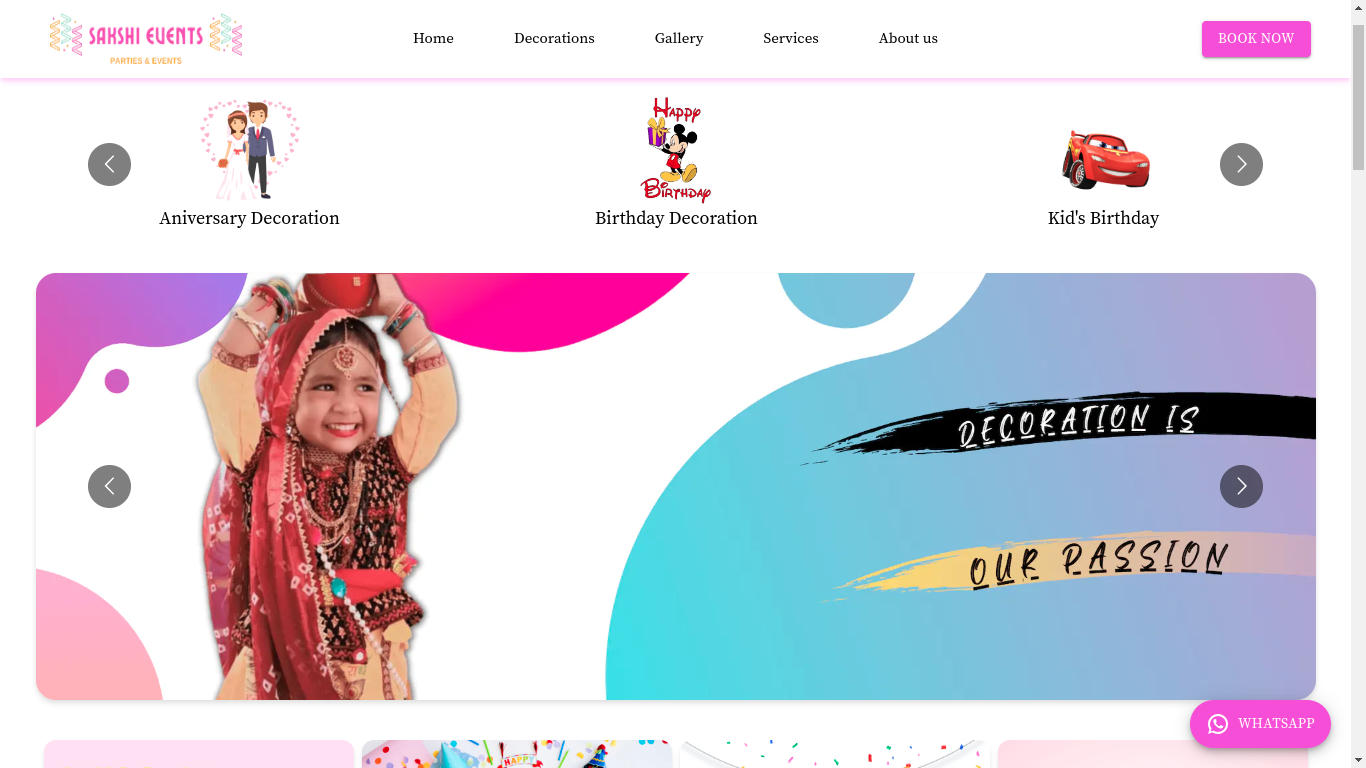 SAKSHI EVENTS
PARTIES & EVENTS
Home
Decorations
Gallery
Services
About us
BOOK NOW
HAPPY
BIRTHDAY
Aniversary Decoration
Birthday Decoration
Kid's Birthday
DECORATION IS
OUR PASSION
WHATSAPP
HAPPY